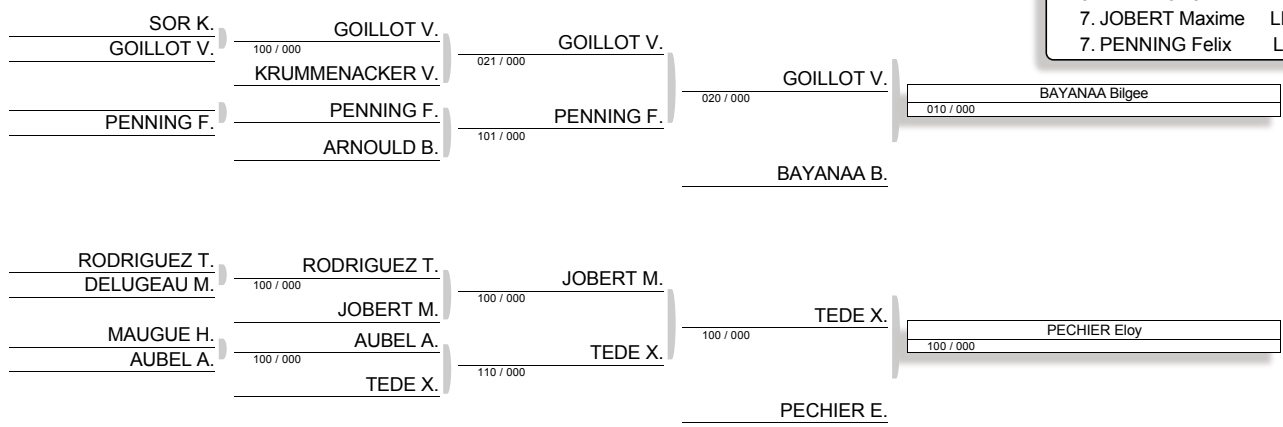 7. JOBERT Maxime
7. PENNING Felix
SOR K.
GOILLOT V.
PENNING F.
GOILLOT V.
100 / 000
KRUMMENACKER V.
PENNING F.
ARNOULD B.
GOILLOT V.
021 / 000
PENNING F.
101 / 000
GOILLOT V.
020 / 000
BAYANAA B.
BAYANAA Bilgee
010 / 000
RODRIGUEZ T.
DELUGEAU M.
MAUGUE H.
AUBEL A.
RODRIGUEZ T.
100 / 000
JOBERT M.
AUBEL A.
100 / 000
TEDE X.
JOBERT M.
100 / 000
TEDE X.
110 / 000
TEDE X.
100 / 000
PECHIER E.
PECHIER Eloy
100 / 000